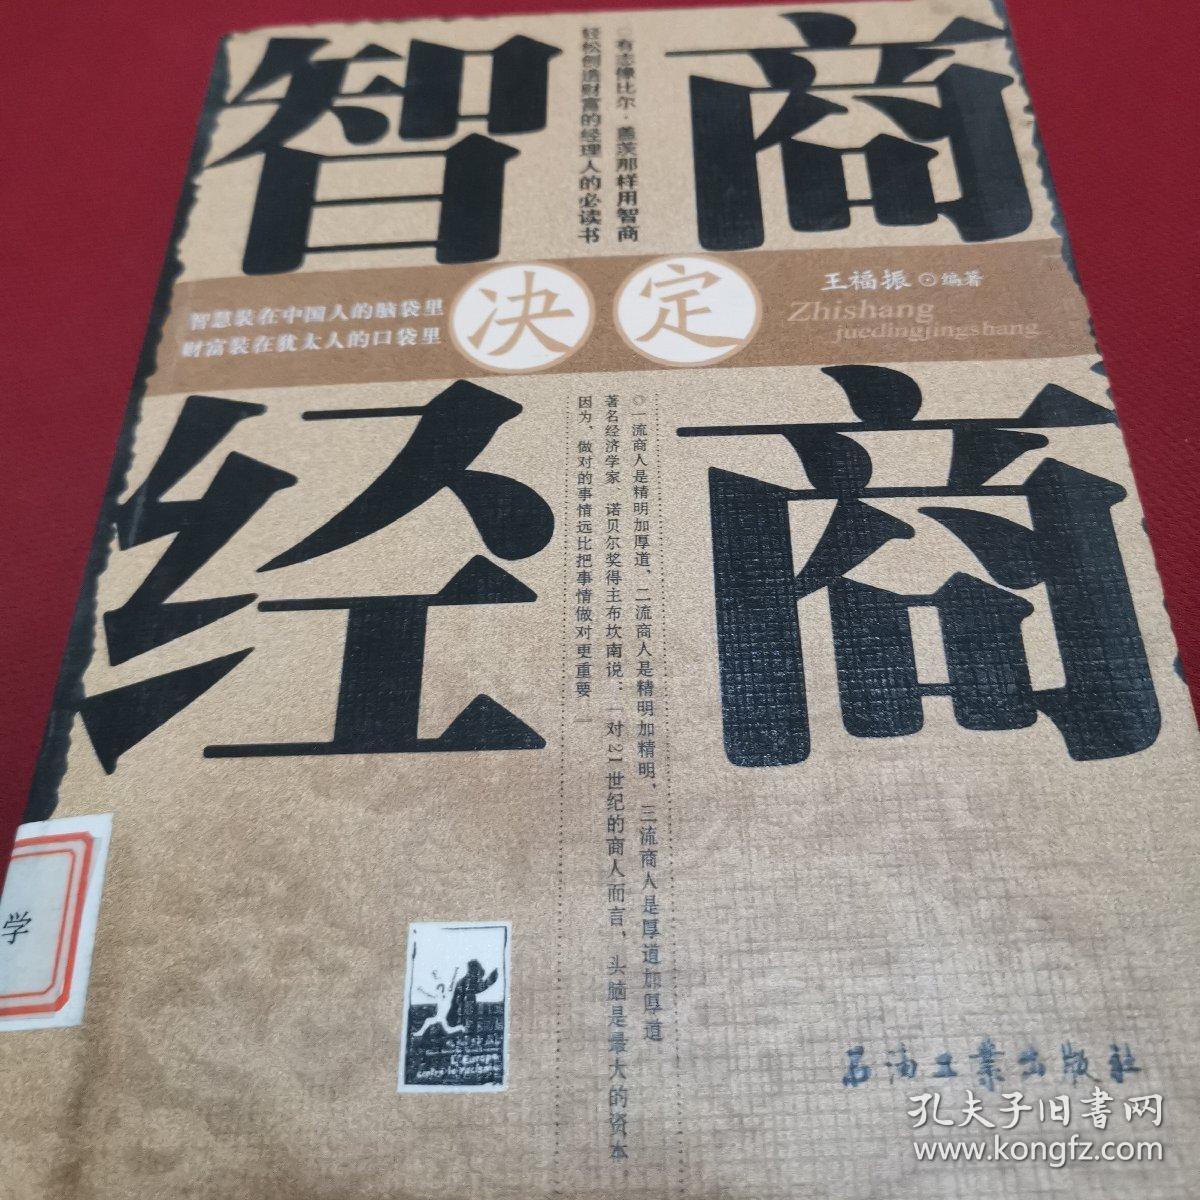 智商
○有志像比尔·盖茨那样用智商
轻松创造财富的经理人的必读书
决定
智慧装在中国人的脑袋里
财富装在犹太人的口袋里
王福振⊙编著
Zhishang
juedingjingshang
经商
◎一流商人是精明加厚道，二流商人是精明加精明，三流商人是厚道加厚道
著名经济学家、诺贝尔奖得主布坎南说：「对21世纪的商人而言，头脑是最大的资本
因为，做对的事情远比把事情做对更重要」
L'Europe
contre le racisme
石油工业出版社
学
孔夫子旧书网
www.kongfz.com